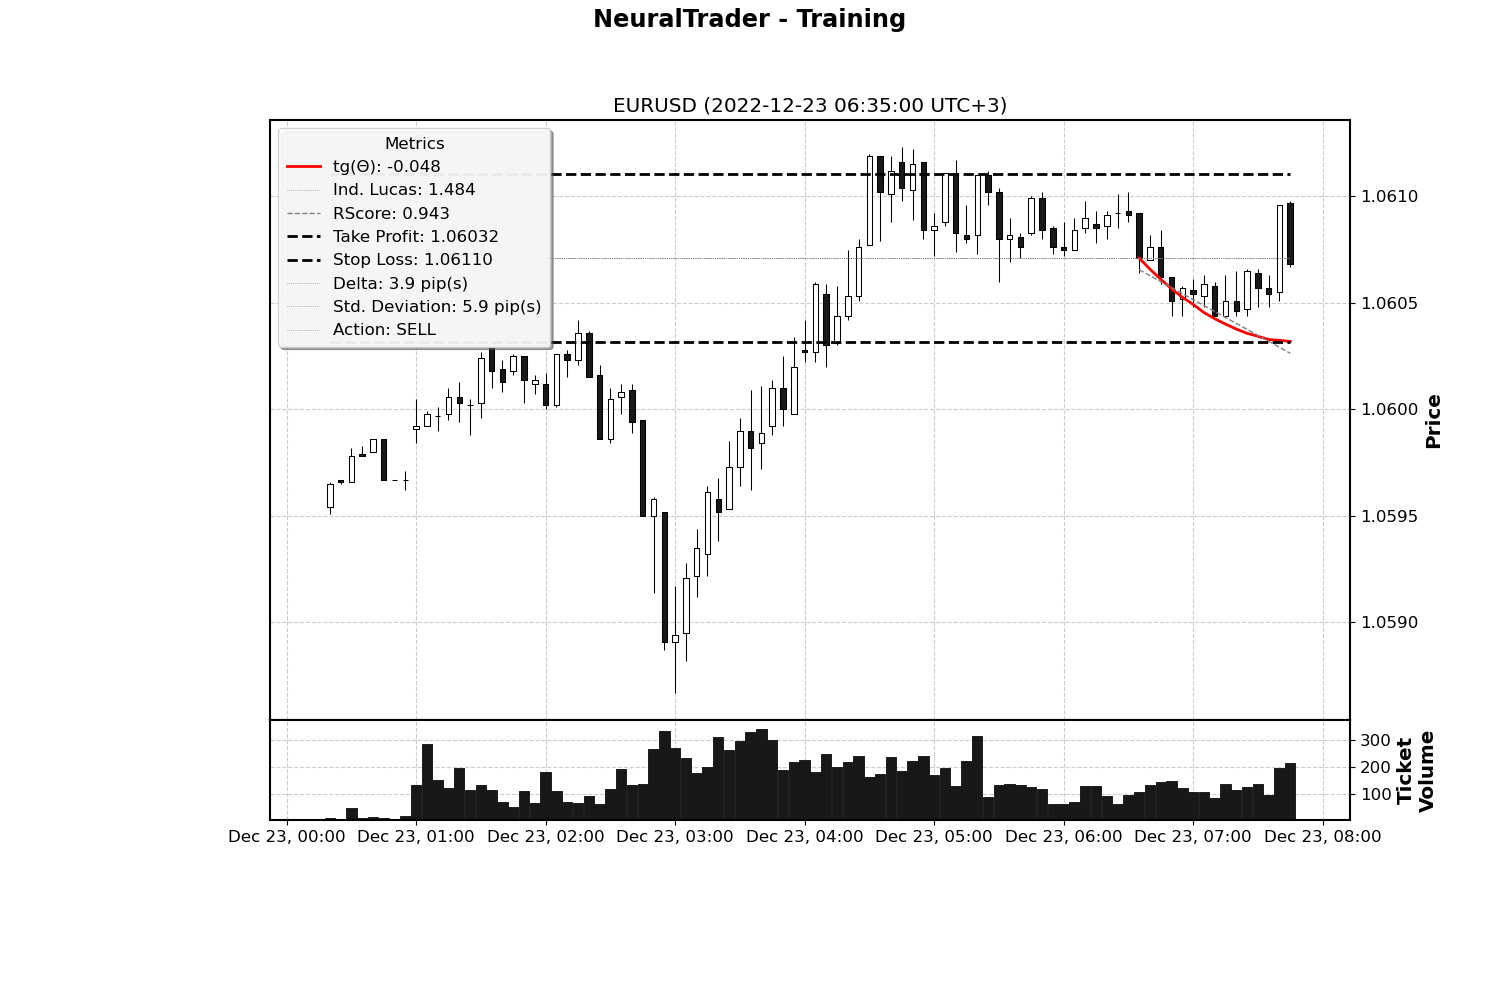 NeuralTrader - Training
EURUSD (2022-12-23 06:35:00 UTC+3)
Metrics
tg(Θ): -0.048
Ind. Lucas: 1.484
RScore: 0.943
Take Profit: 1.06032
Stop Loss: 1.06110
Delta: 3.9 pip(s)
Std. Deviation: 5.9 pip(s)
Action: SELL
1.0610
1.0605
1.0600
1.0595
1.0590
Price
300
200
100
Ticket
Volume
Dec 23, 00:00 Dec 23, 01:00 Dec 23, 02:00 Dec 23, 03:00 Dec 23, 04:00 Dec 23, 05:00 Dec 23, 06:00 Dec 23, 07:00 Dec 23, 08:00